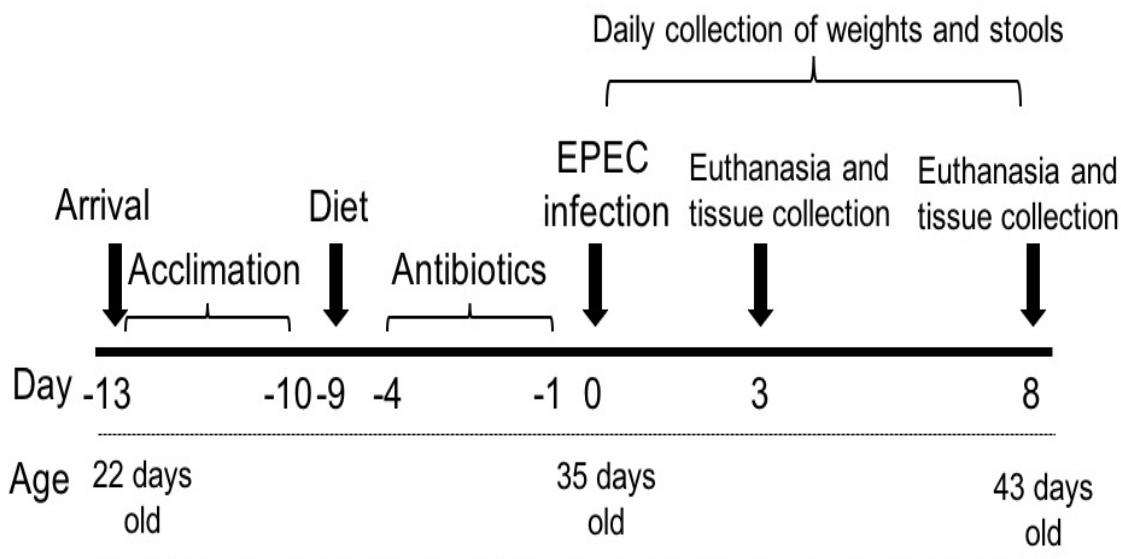 Daily collection of weights and stools
EPEC
infection
Euthanasia and
tissue collection
Euthanasia and
tissue collection
Arrival
Diet
Acclimation
Antibiotics
Day -13 -10 -9 -4 -1 0 3 8
Age 22 days
old
35 days
old
43 days
old